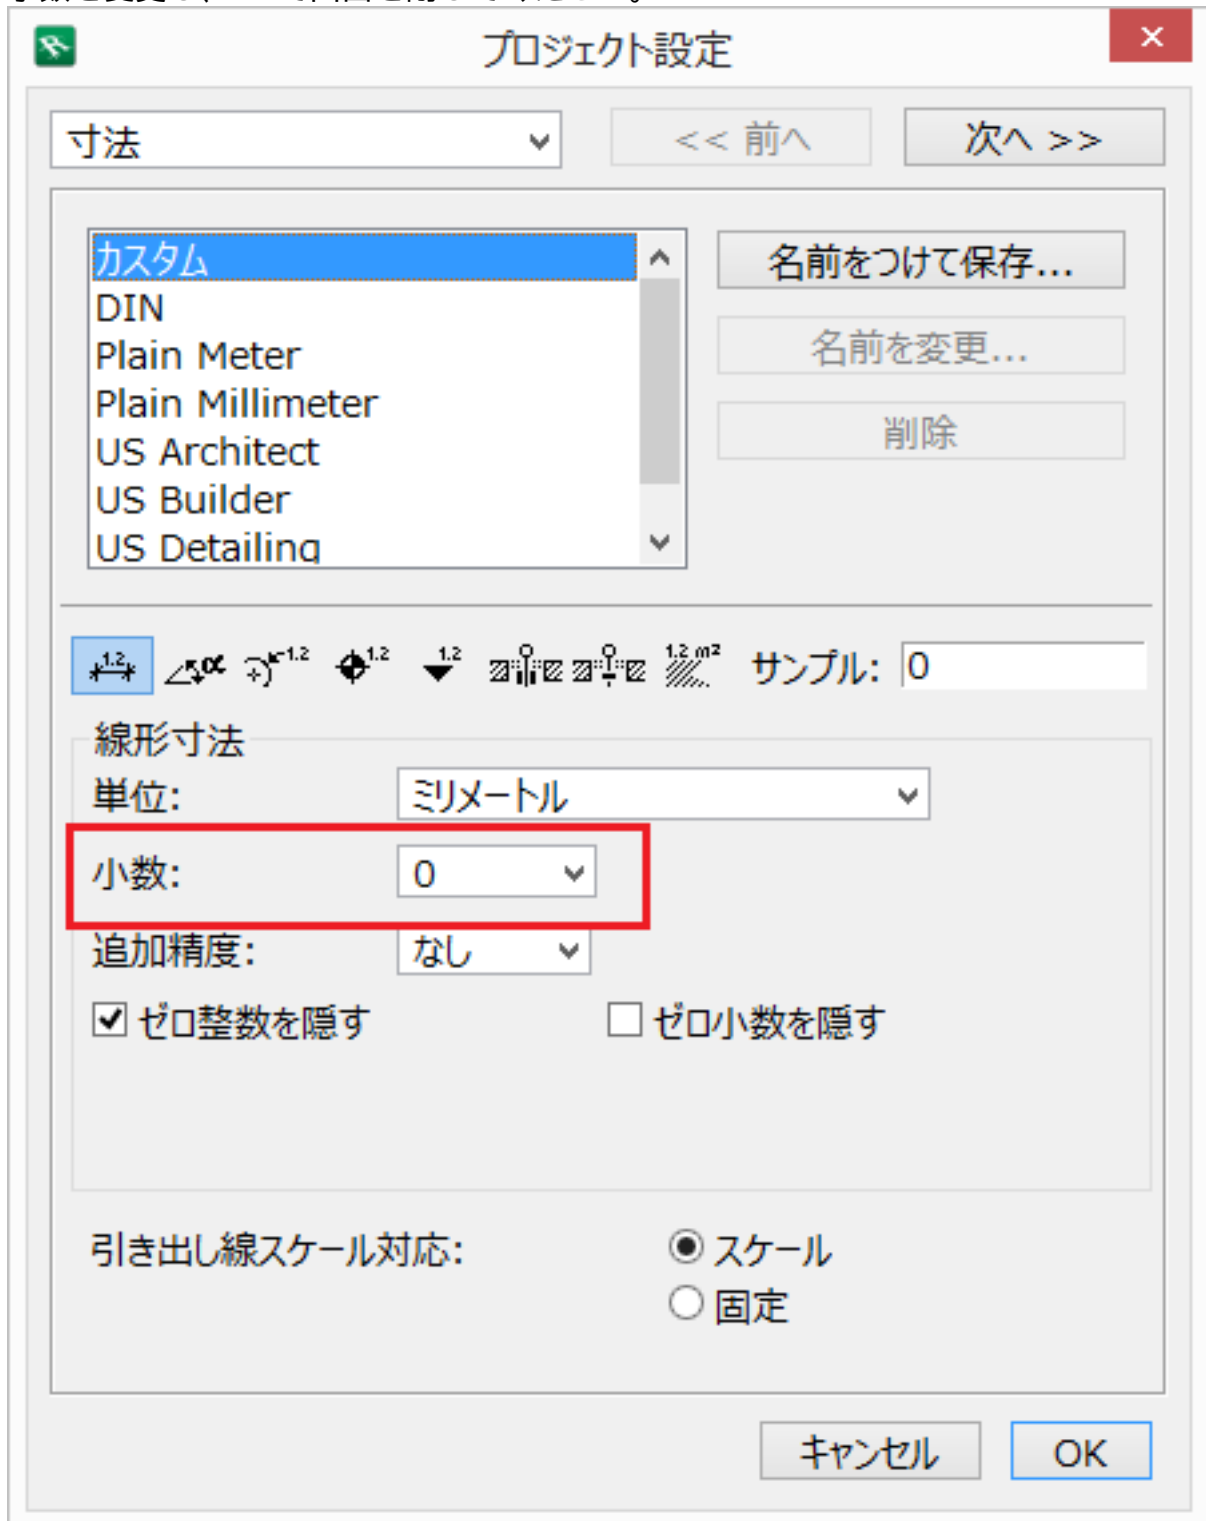 プロジェクト設定
寸法
<< 前へ
次へ >>
カスタム
DIN
Plain Meter
Plain Millimeter
US Architect
US Builder
US Detailing
名前をつけて保存...
名前を変更...
削除
サンプル: 0
線形寸法
単位: ミリメートル
小数: 0
追加精度: なし
ゼロ整数を隠す
ゼロ小数を隠す
引き出し線スケール対応:
スケール
固定
キャンセル
OK